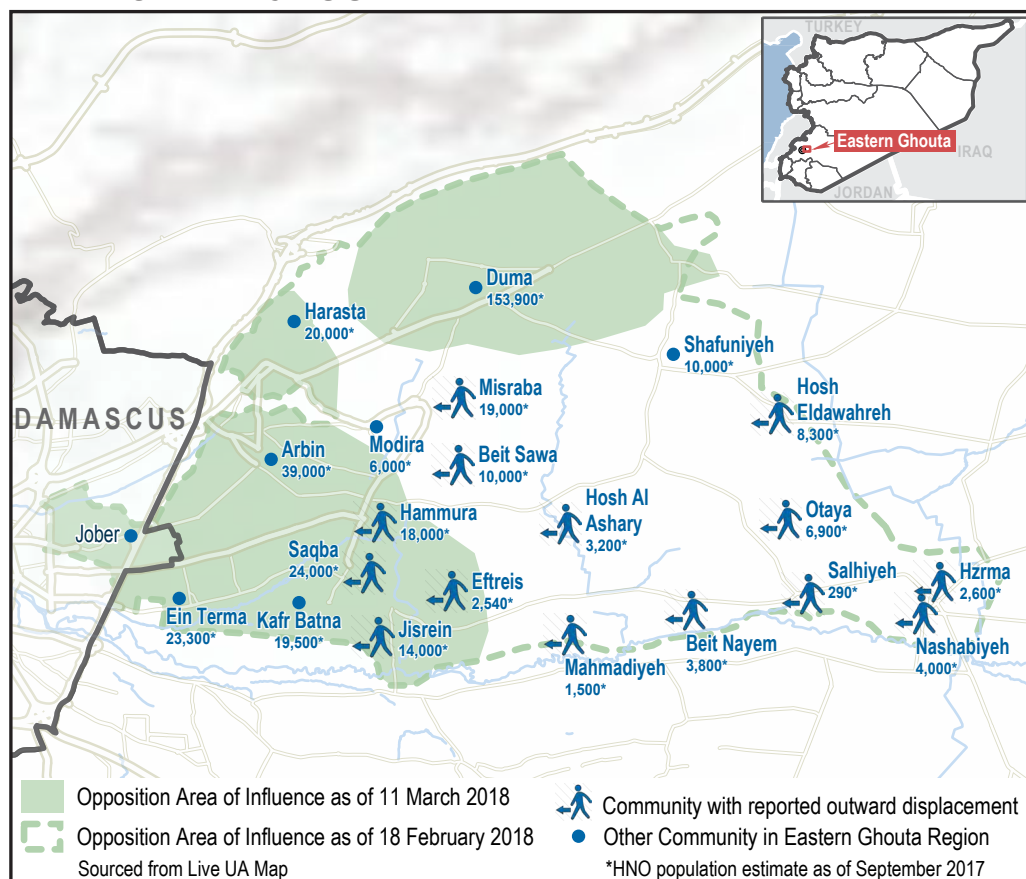 TURKEY
Eastern Ghouta
IRAQ
JORDAN
Duma
153,900*
Harasta
20,000*
Shafuniyeh
10,000*
Misraba
19,000*
Hosh
Eldawahreh
8,300*
DAMASCUS
Modira
6,000*
Arbin
39,000*
Beit Sawa
10,000*
Hammura
18,000*
Hosh Al
Ashary
3,200*
Otaya
6,900*
Jober
Saqba
24,000*
Eftreis
2,540*
Salhiyeh
290*
Hzrma
2,600*
Ein Terma
23,300*
Kafr Batna
19,500*
Jisrein
14,000*
Mahmadiyeh
1,500*
Beit Nayem
3,800*
Nashabiyeh
4,000*
Opposition Area of Influence as of 11 March 2018
Opposition Area of Influence as of 18 February 2018
Sourced from Live UA Map
Community with reported outward displacement
Other Community in Eastern Ghouta Region
*HNO population estimate as of September 2017